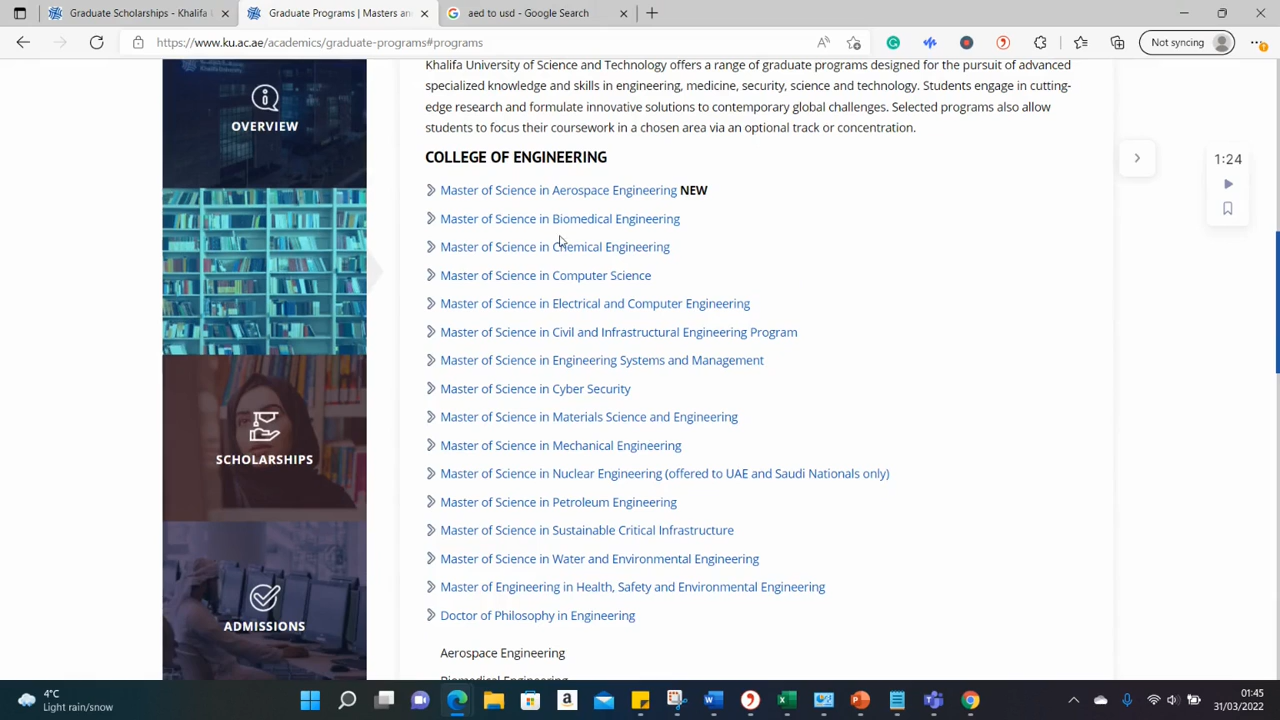 Graduate Scholarships - Khalifa
Graduate Programs | Masters and
google - Google Search
https://www.ku.ac.ae/academics/graduate-programs#programs
Not syncing
Khalifa University of Science and Technology offers a range of graduate programs designed for the pursuit of advanced
specialized knowledge and skills in engineering, medicine, security, science and technology. Students engage in cutting-
edge research and formulate innovative solutions to contemporary global challenges. Selected programs also allow
students to focus their coursework in a chosen area via an optional track or concentration.
OVERVIEW
COLLEGE OF ENGINEERING
1:24
Master of Science in Aerospace Engineering NEW
Master of Science in Biomedical Engineering
Master of Science in Chemical Engineering
Master of Science in Computer Science
Master of Science in Electrical and Computer Engineering
Master of Science in Civil and Infrastructural Engineering Program
Master of Science in Engineering Systems and Management
Master of Science in Cyber Security
Master of Science in Materials Science and Engineering
Master of Science in Mechanical Engineering
SCHOLARSHIPS
Master of Science in Nuclear Engineering (offered to UAE and Saudi Nationals only)
Master of Science in Petroleum Engineering
Master of Science in Sustainable Critical Infrastructure
Master of Science in Water and Environmental Engineering
Master of Engineering in Health, Safety and Environmental Engineering
Doctor of Philosophy in Engineering
ADMISSIONS
Aerospace Engineering
Biomedical Engineering
4°C
Light rain/snow
01:45
31/03/2022